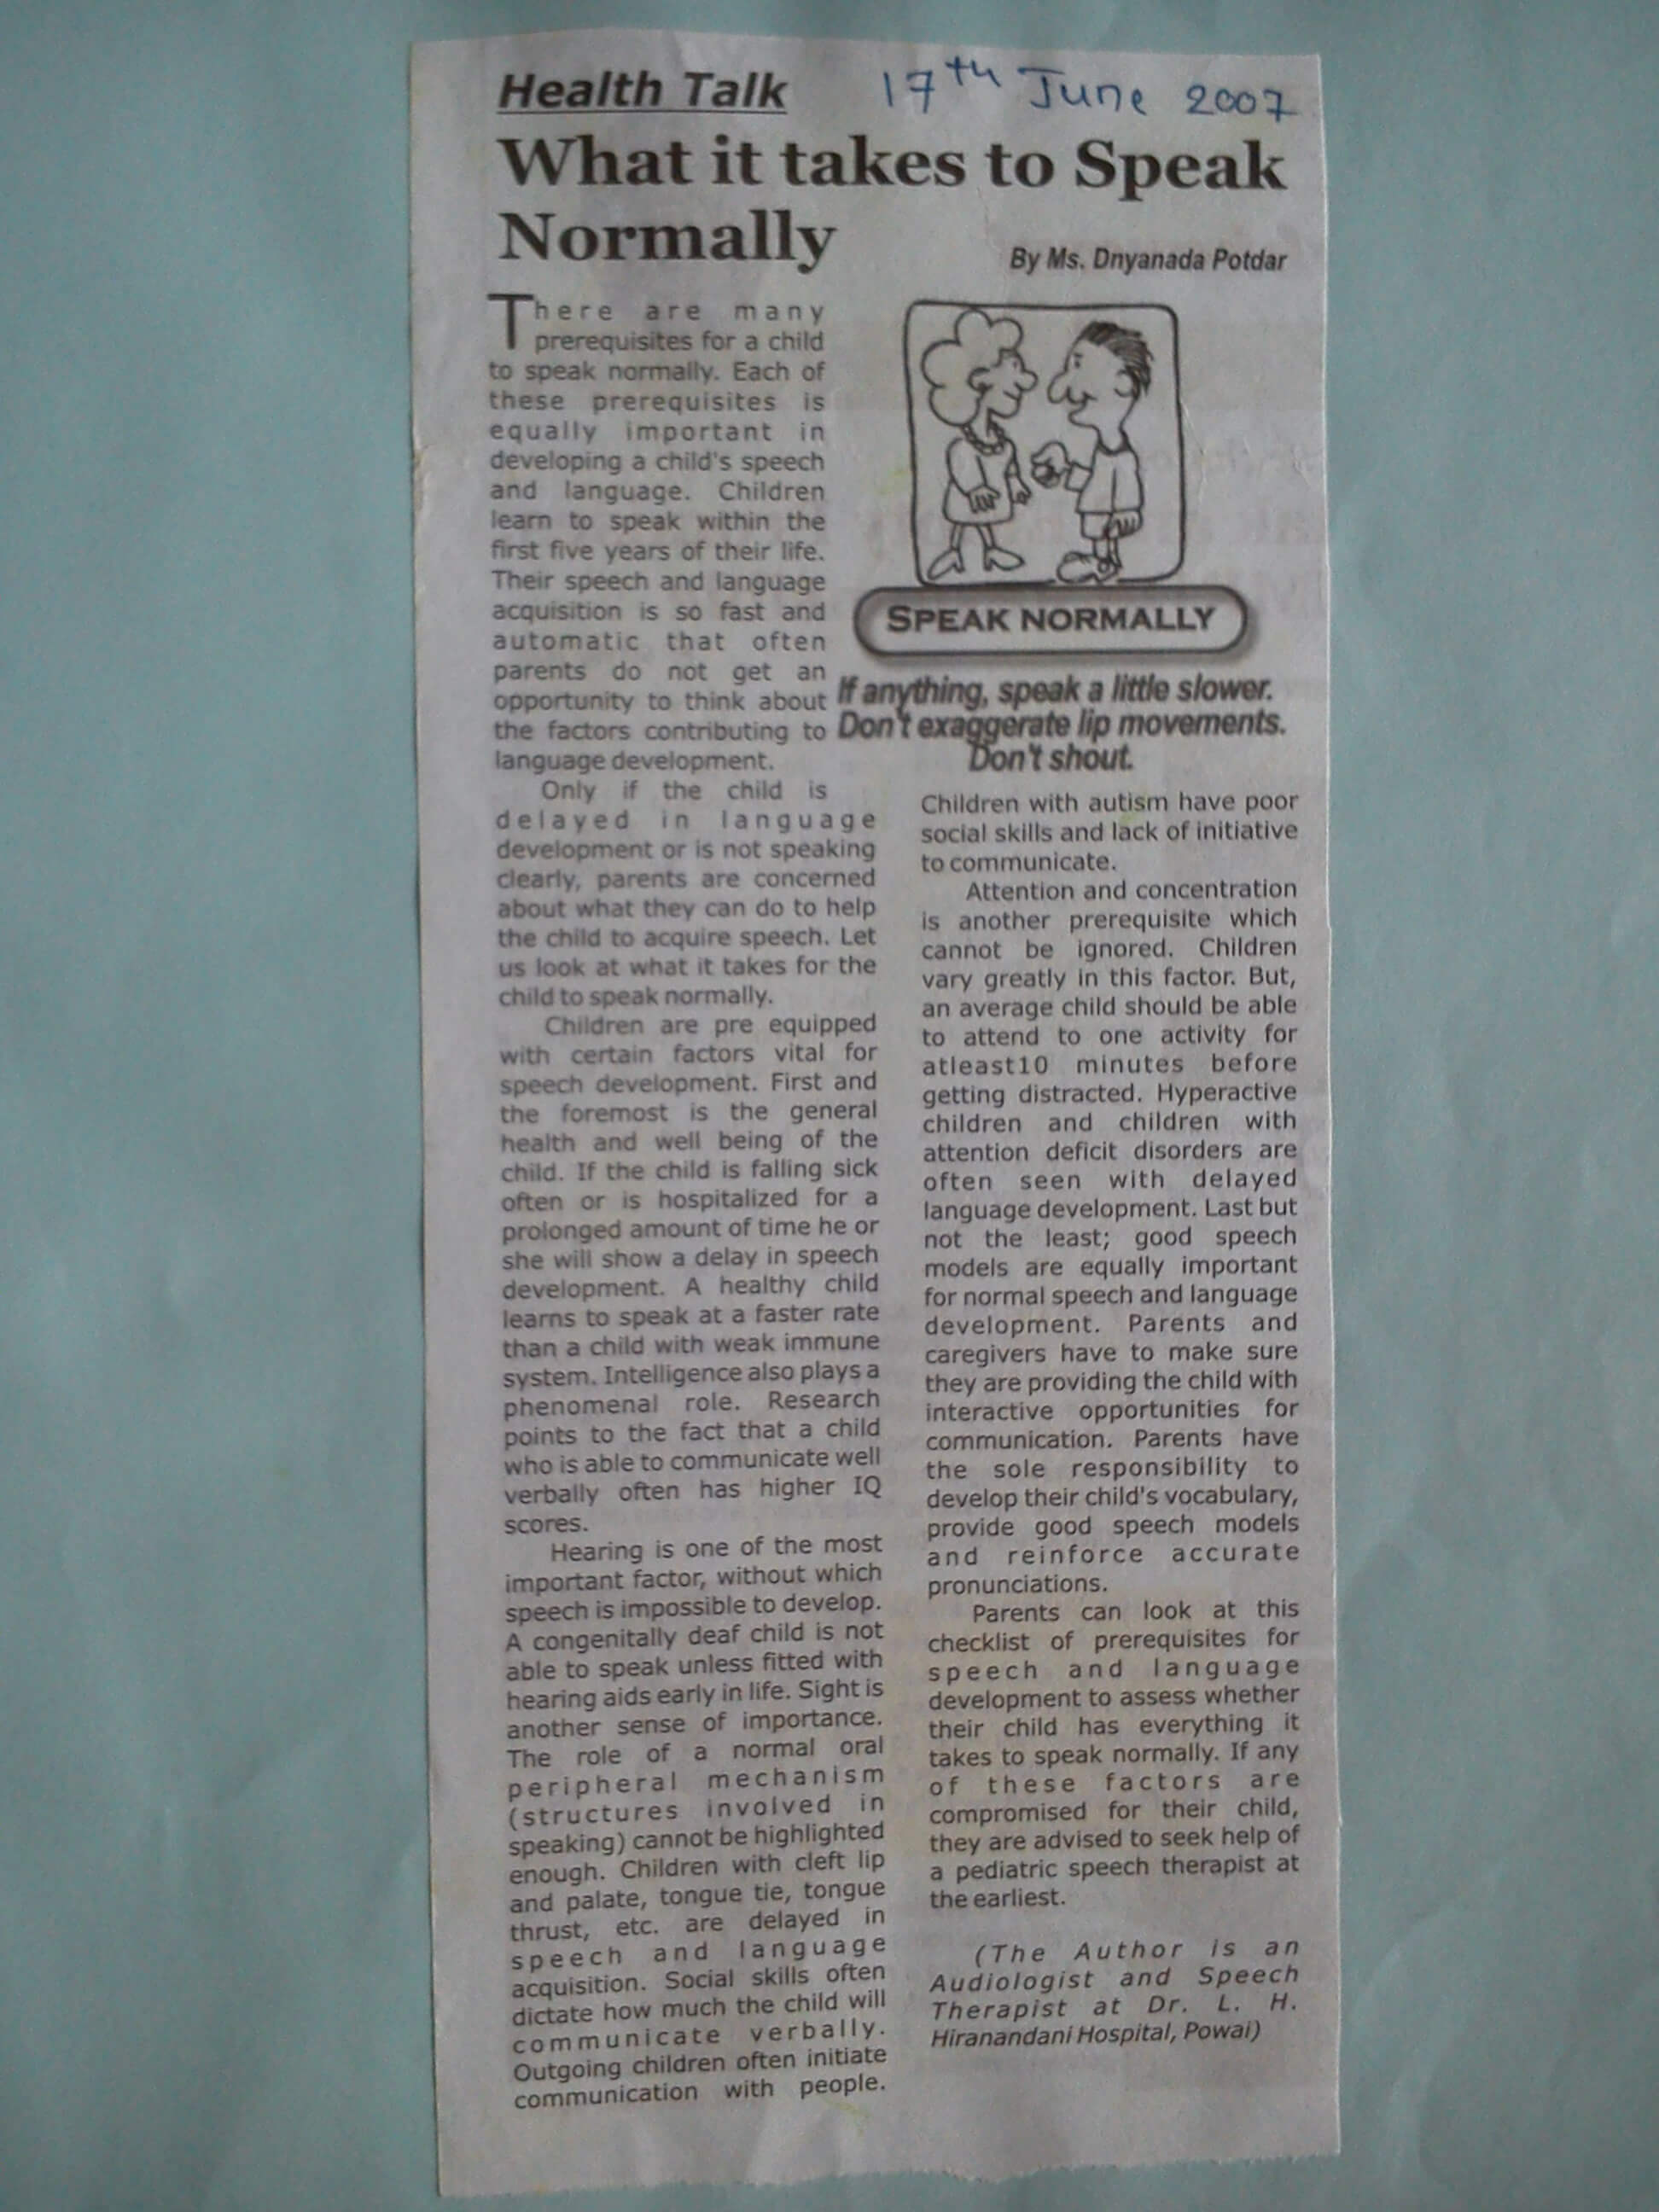 Health Talk
17th June 2007
What it takes to Speak
Normally
By Ms. Dnyanada Potdar
There are many
prerequisites for a child
to speak normally. Each of
these prerequisites is
equally important in
developing a child's speech
and language. Children
learn to speak within the
first five years of their life.
Their speech and language
acquisition is so fast and
automatic that often
parents do not get an
opportunity to think about
the factors contributing to
language development.
Only if the child is
delayed in language
development or is not speaking
clearly, parents are concerned
about what they can do to help
the child to acquire speech. Let
us look at what it takes for the
child to speak normally.
Children are pre equipped
with certain factors vital for
speech development. First and
the foremost is the general
health and well being of the
child. If the child is falling sick
often or is hospitalized for a
prolonged amount of time he or
she will show a delay in speech
development. A healthy child
learns to speak at a faster rate
than a child with weak immune
system. Intelligence also plays a
phenomenal role. Research
points to the fact that a child
who is able to communicate well
verbally often has higher IQ
scores.
Hearing is one of the most
important factor, without which
speech is impossible to develop.
A congenitally deaf child is not
able to speak unless fitted with
hearing aids early in life. Sight is
another sense of importance.
The role of a normal oral
peripheral mechanism
(structures involved in
speaking) cannot be highlighted
enough. Children with cleft lip
and palate, tongue tie, tongue
thrust, etc. are delayed in
speech and language
acquisition. Social skills often
dictate how much the child will
communicate verbally.
Outgoing children often initiate
communication with people.
SPEAK NORMALLY
If anything, speak a little slower.
Don't exaggerate lip movements.
Don't shout.
Children with autism have poor
social skills and lack of initiative
to communicate.
Attention and concentration
is another prerequisite which
cannot be ignored. Children
vary greatly in this factor. But,
an average child should be able
to attend to one activity for
atleast10 minutes before
getting distracted. Hyperactive
children and children with
attention deficit disorders are
often seen with delayed
language development. Last but
not the least; good speech
models are equally important
for normal speech and language
development. Parents and
caregivers have to make sure
they are providing the child with
interactive opportunities for
communication. Parents have
the sole responsibility to
develop their child's vocabulary,
provide good speech models
and reinforce accurate
pronunciations.
Parents can look at this
checklist of prerequisites for
speech and language
development to assess whether
their child has everything it
takes to speak normally. If any
of these factors are
compromised for their child,
they are advised to seek help of
a pediatric speech therapist at
the earliest.
(The Author is an
Audiologist and Speech
Therapist at Dr. L. H.
Hiranandani Hospital, Powai)